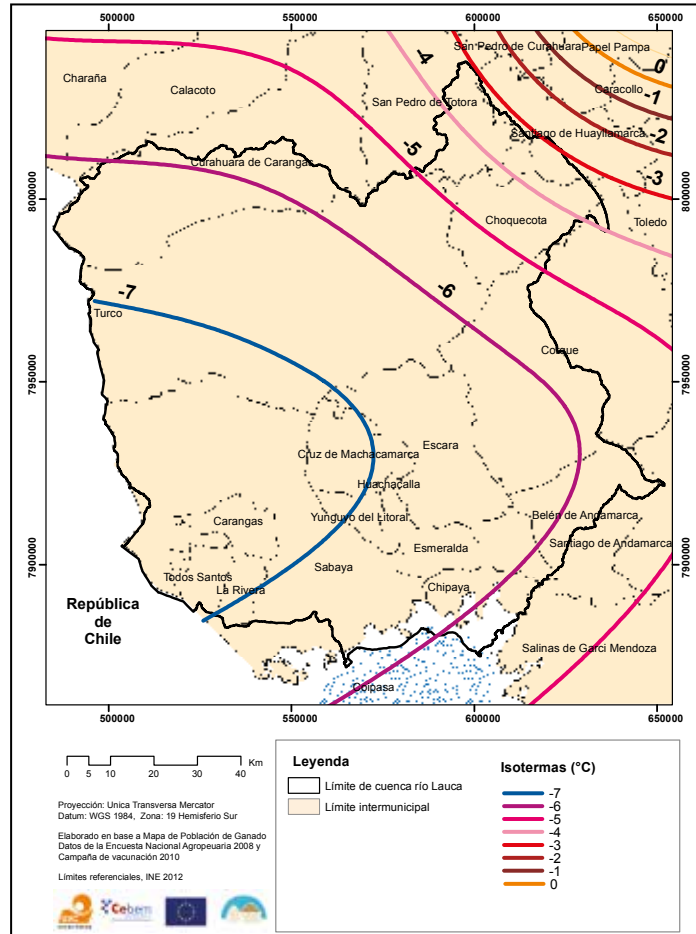 500000
550000
600000
650000
San Pedro de Curahuara
Papel Pampa
-4
0
Charaña
Calacoto
Caracollo
-1
San Pedro de Totora
-2
Santiago de Huayllamarca
-5
Curahuara de Carangas
-3
8000000
8000000
Choquecota
Toledo
-6
-7
Turco
Corque
7950000
7950000
Escara
Cruz de Machacamarca
Huachacalla
Carangas
Yunguyo del Litoral
Belén de Andamarca
Esmeralda
Santiago de Andamarca
7900000
7900000
Todos Santos
Sabaya
La Rivera
Chipaya
República
de
Chile
Salinas de Garci Mendoza
Coipasa
500000
550000
600000
650000
Km
0 5 10 20 30 40
Proyección: Unica Transversa Mercator
Datum: WGS 1984, Zona: 19 Hemisferio Sur
Elaborado en base a Mapa de Población de Ganado
Datos de la Encuesta Nacional Agropeuaria 2008 y
Campaña de vacunación 2010
Límites referenciales, INE 2012
Cebem
Leyenda
Límite de cuenca río Lauca
Límite intermunicipal
Isotermas (°C)
-7
-6
-5
-4
-3
-2
-1
0